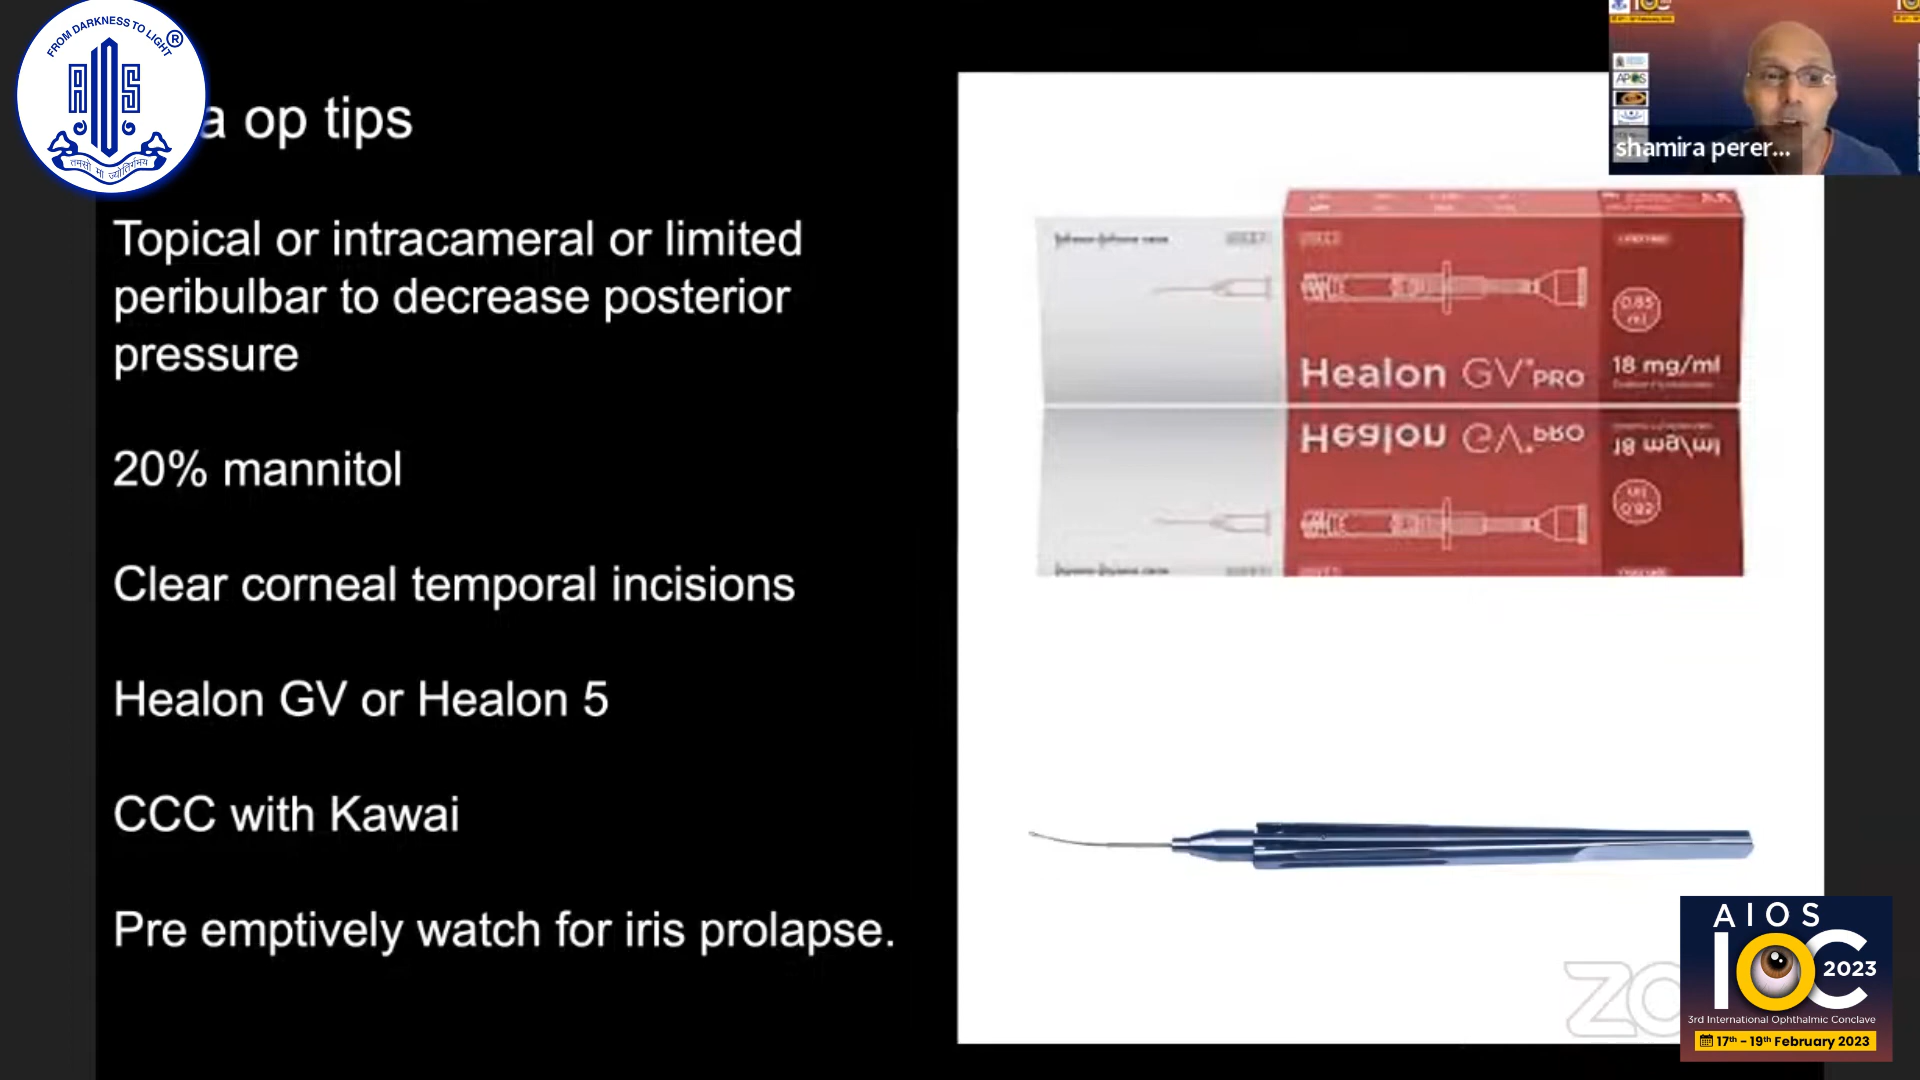 FROM DARKNESS TO LIGHT
®
AIOS
तमसो मा ज्योतिर्गमय
a op tips
Topical or intracameral or limited
peribulbar to decrease posterior
pressure
20% mannitol
Clear corneal temporal incisions
Healon GV or Healon 5
CCC with Kawai
Pre emptively watch for iris prolapse.
0.85
ml
Healon GV PRO
18 mg/ml
APOS
shamira perer...
AIOS
IOC 2023
3rd International Ophthalmic Conclave
17th - 19th February 2023